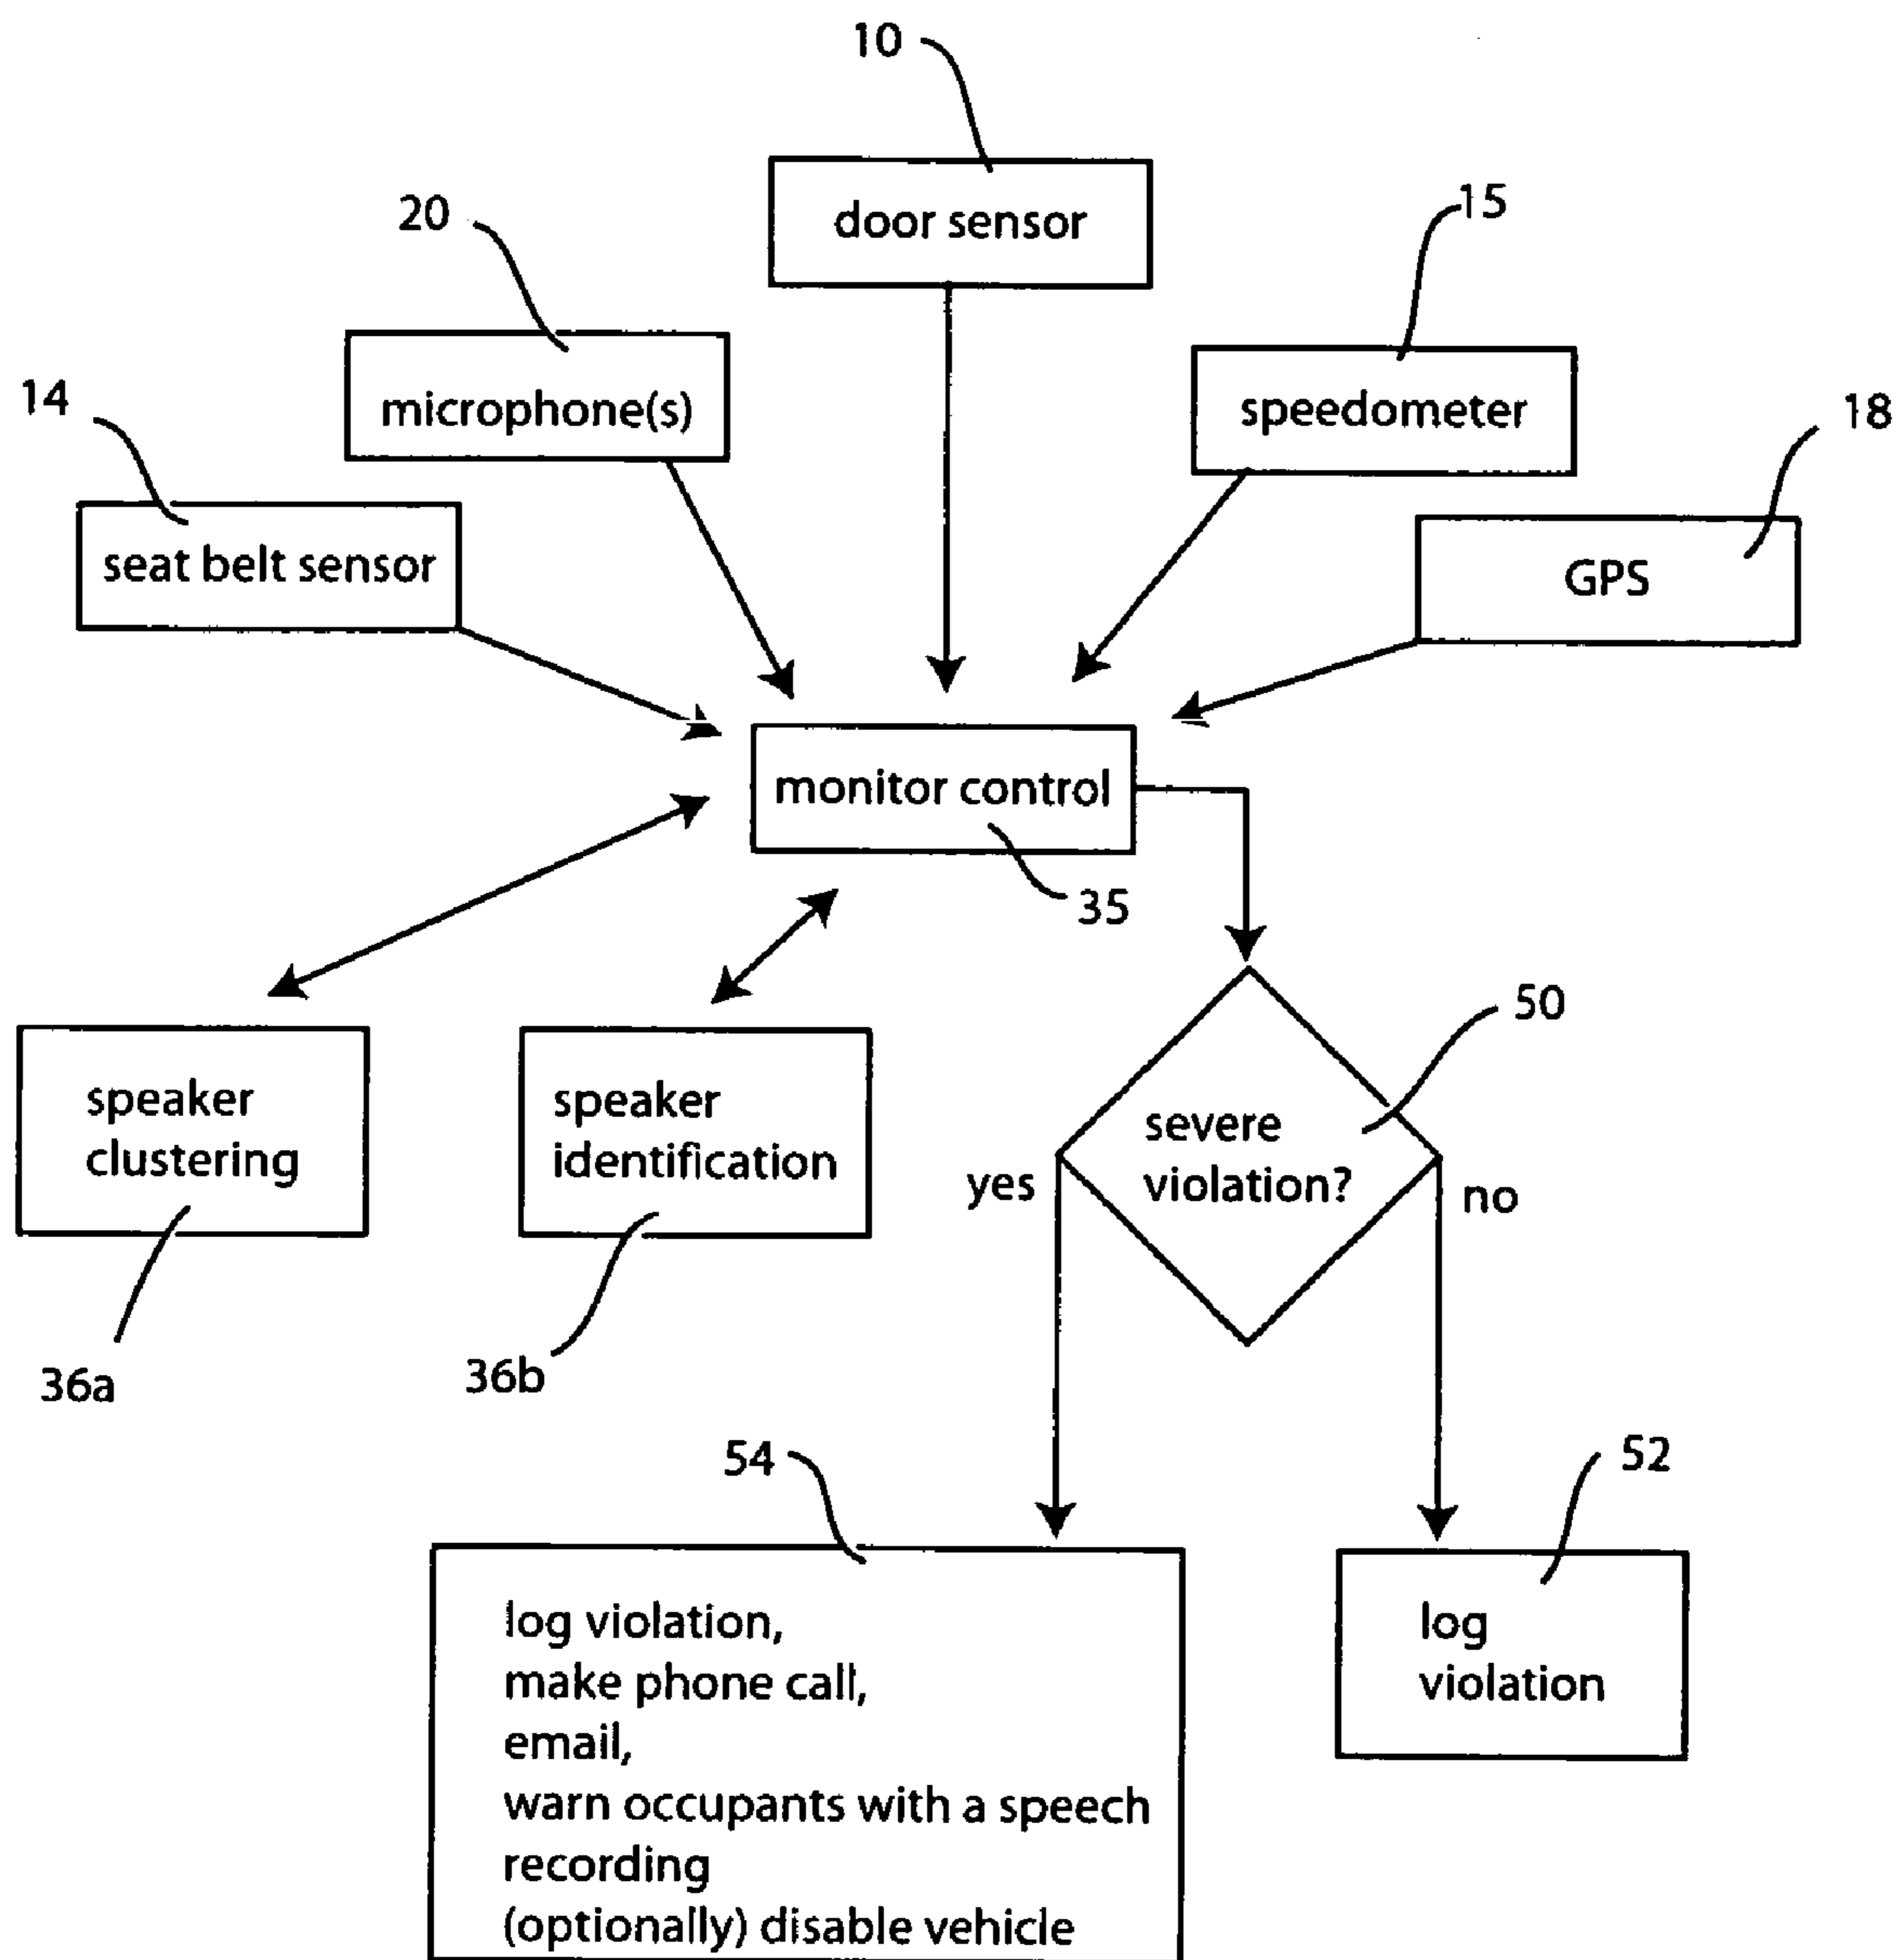 10
door sensor
20
microphone(s)
15
speedometer
14
seat belt sensor
18
GPS
monitor control
35
speaker
clustering
36a
speaker
identification
36b
50
severe
violation?
yes
no
54
log violation,
make phone call,
email,
warn occupants with a speech
recording
(optionally) disable vehicle
52
log
violation